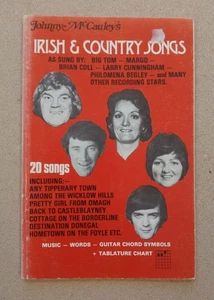 Johnny McCauley's
IRISH & COUNTRY SONGS
AS SUNG BY: BIG TOM – MARGO –
BRIAN COLL – LARRY CUNNINGHAM –
PHILOMENA BEGLEY – and MANY
OTHER RECORDING STARS.
20 songs
INCLUDING:–
ANY TIPPERARY TOWN
AMONG THE WICKLOW HILLS
PRETTY GIRL FROM OMAGH
BACK TO CASTLEBLAYNEY
COTTAGE ON THE BORDERLINE
DESTINATION DONEGAL
HOMETOWN ON THE FOYLE ETC.
MUSIC – WORDS – GUITAR CHORD SYMBOLS
+ TABLATURE CHART